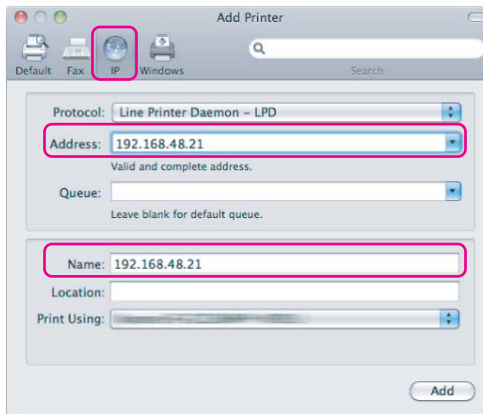 Add Printer
Default Fax IP Windows Search
Protocol: Line Printer Daemon – LPD
Address: 192.168.48.21
Valid and complete address.
Queue:
Leave blank for default queue.
Name: 192.168.48.21
Location:
Print Using:
Add